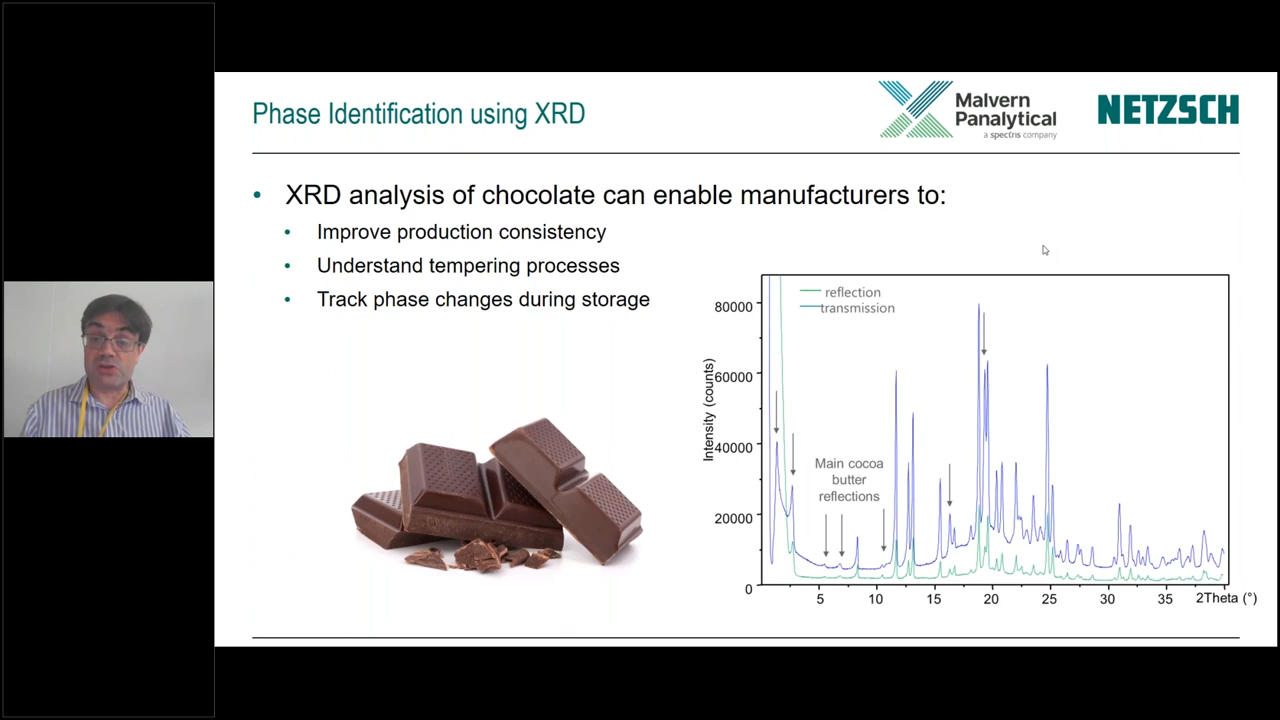 Phase Identification using XRD
Malvern
Panalytical
a spectris company
NETZSCH
• XRD analysis of chocolate can enable manufacturers to:
• Improve production consistency
• Understand tempering processes
• Track phase changes during storage
reflection
transmission
80000
60000
40000
20000
0
Intensity (counts)
Main cocoa
butter
reflections
5 10 15 20 25 30 35 2Theta (°)